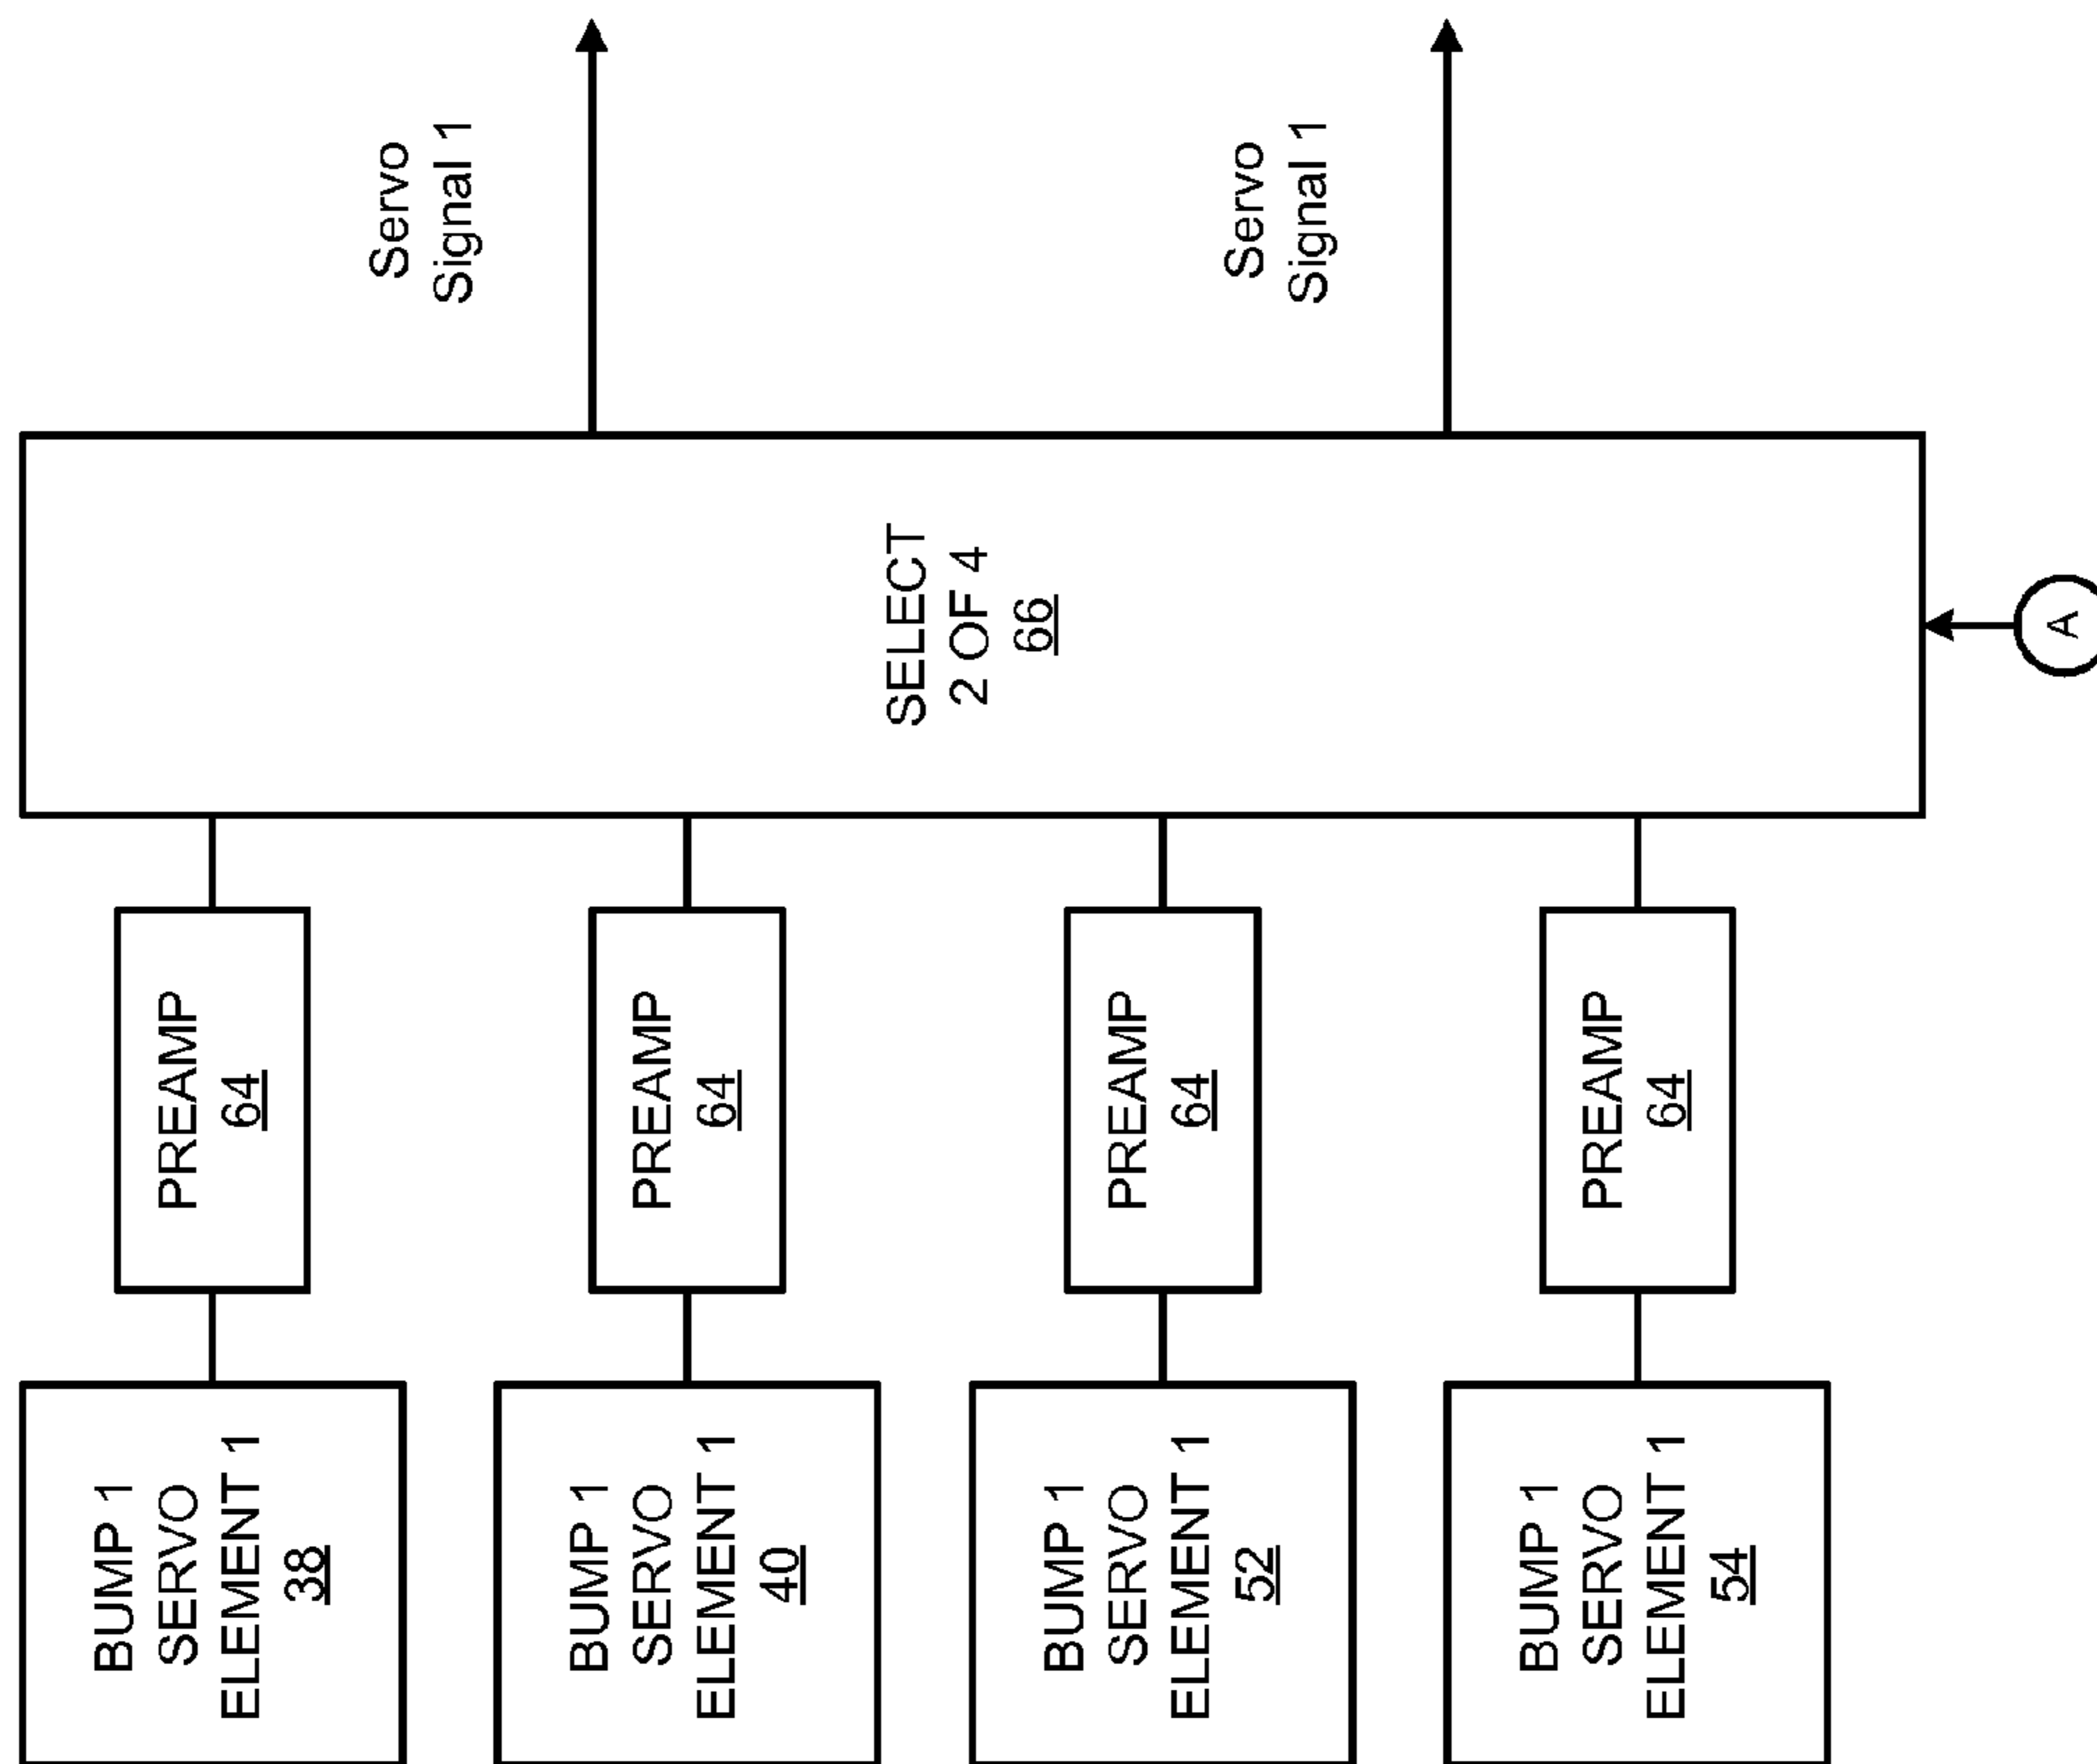 BUMP 1
SERVO
ELEMENT 1
38
PREAMP
64
BUMP 1
SERVO
ELEMENT 1
40
PREAMP
64
BUMP 1
SERVO
ELEMENT 1
52
PREAMP
64
BUMP 1
SERVO
ELEMENT 1
54
PREAMP
64
SELECT
2 OF 4
66
A
Servo
Signal 1
Servo
Signal 1